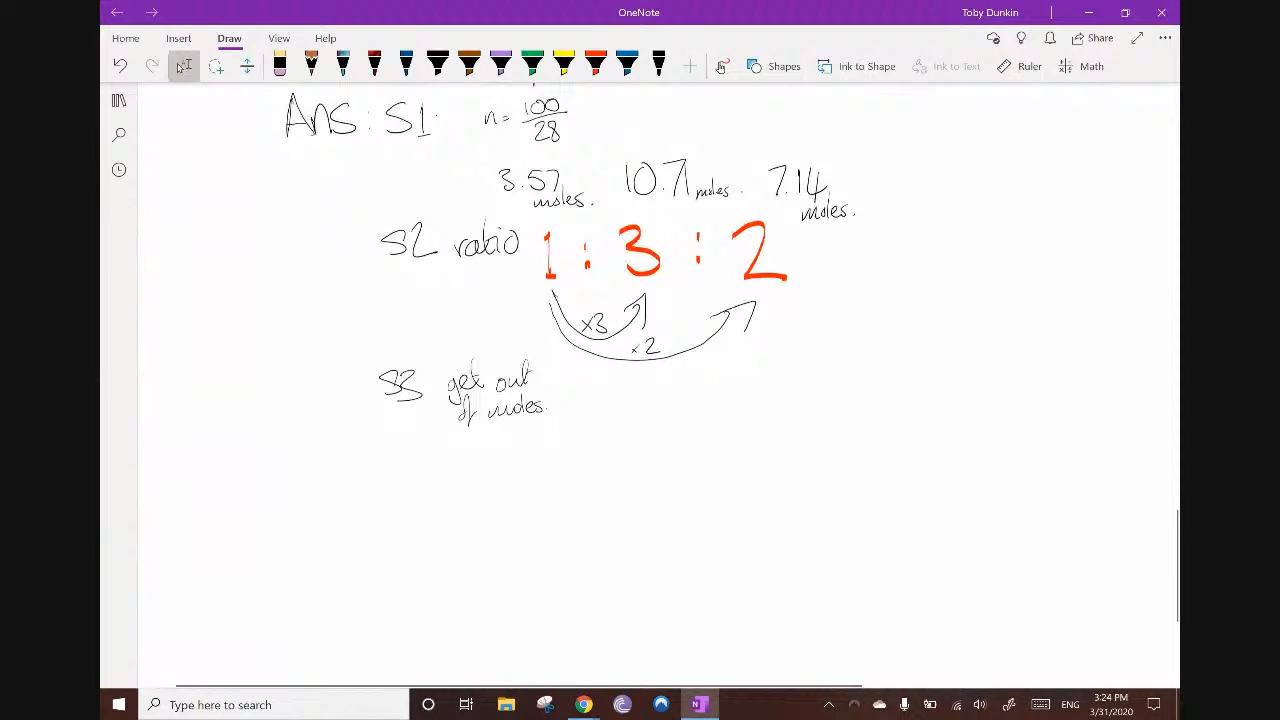 OneNote
Toby Dunkin
Home Insert Draw View Help
Share
Shapes Ink to Shape Ink to Text Ruler Math
Ans: S1. n = 100/28
3.57 moles. 10.71 moles. 7.14 moles.
S2 ratio 1 : 3 : 2
×3
×2
S3 get out
of moles.
Type here to search
ENG
3:24 PM
3/31/2020